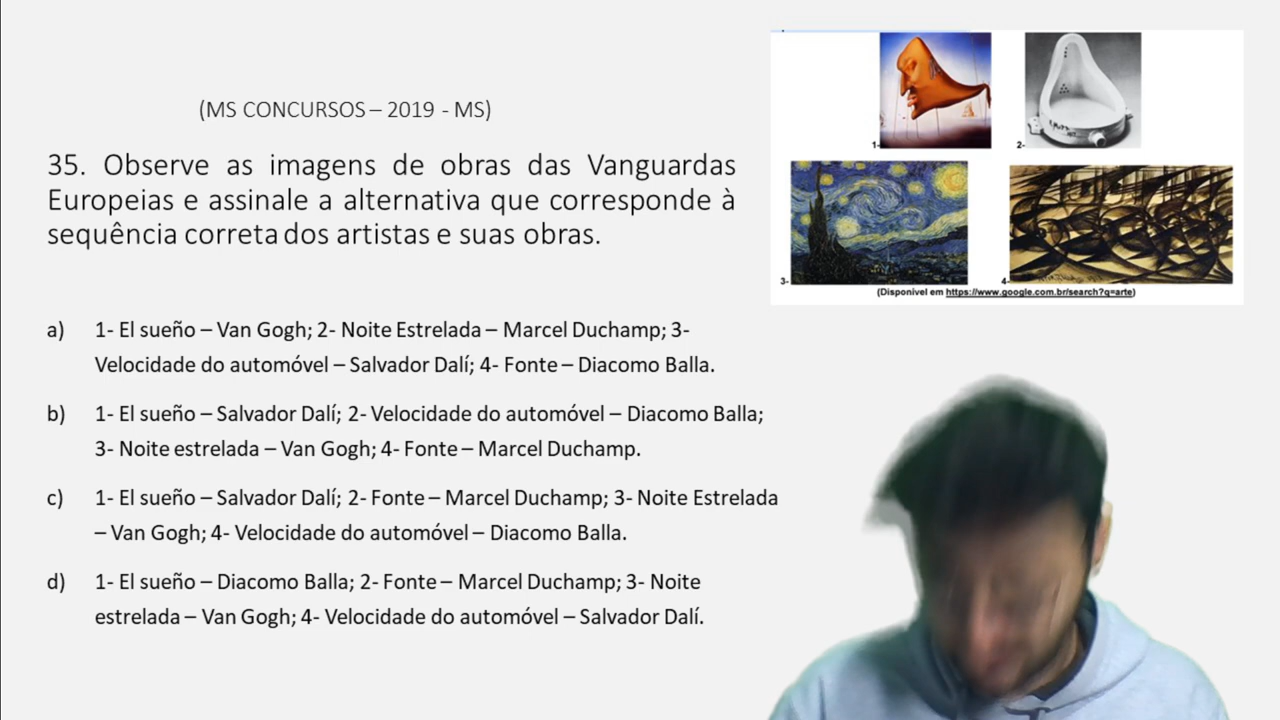 (MS CONCURSOS – 2019 - MS)
35. Observe as imagens de obras das Vanguardas
Europeias e assinale a alternativa que corresponde à
sequência correta dos artistas e suas obras.
1-
2-
3-
4-
(Disponível em https://www.google.com.br/search?q=arte)
a) 1- El sueño – Van Gogh; 2- Noite Estrelada – Marcel Duchamp; 3-
Velocidade do automóvel – Salvador Dalí; 4- Fonte – Diacomo Balla.
b) 1- El sueño – Salvador Dalí; 2- Velocidade do automóvel – Diacomo Balla;
3- Noite estrelada – Van Gogh; 4- Fonte – Marcel Duchamp.
c) 1- El sueño – Salvador Dalí; 2- Fonte – Marcel Duchamp; 3- Noite Estrelada
– Van Gogh; 4- Velocidade do automóvel – Diacomo Balla.
d) 1- El sueño – Diacomo Balla; 2- Fonte – Marcel Duchamp; 3- Noite
estrelada – Van Gogh; 4- Velocidade do automóvel – Salvador Dalí.